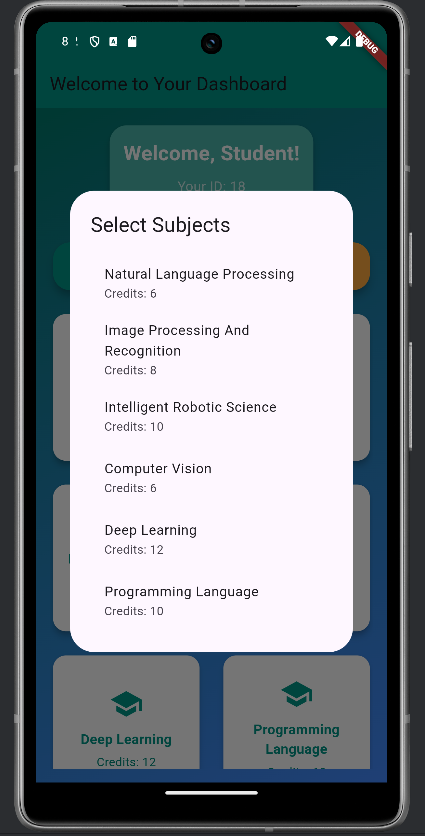 8 !
A
DEBUG
Welcome to Your Dashboard
Welcome, Student!
Your ID: 18
Select Subjects
Natural Language Processing
Credits: 6
Image Processing And
Recognition
Credits: 8
Intelligent Robotic Science
Credits: 10
Computer Vision
Credits: 6
Deep Learning
Credits: 12
Programming Language
Credits: 10
Deep Learning
Credits: 12
Programming
Language